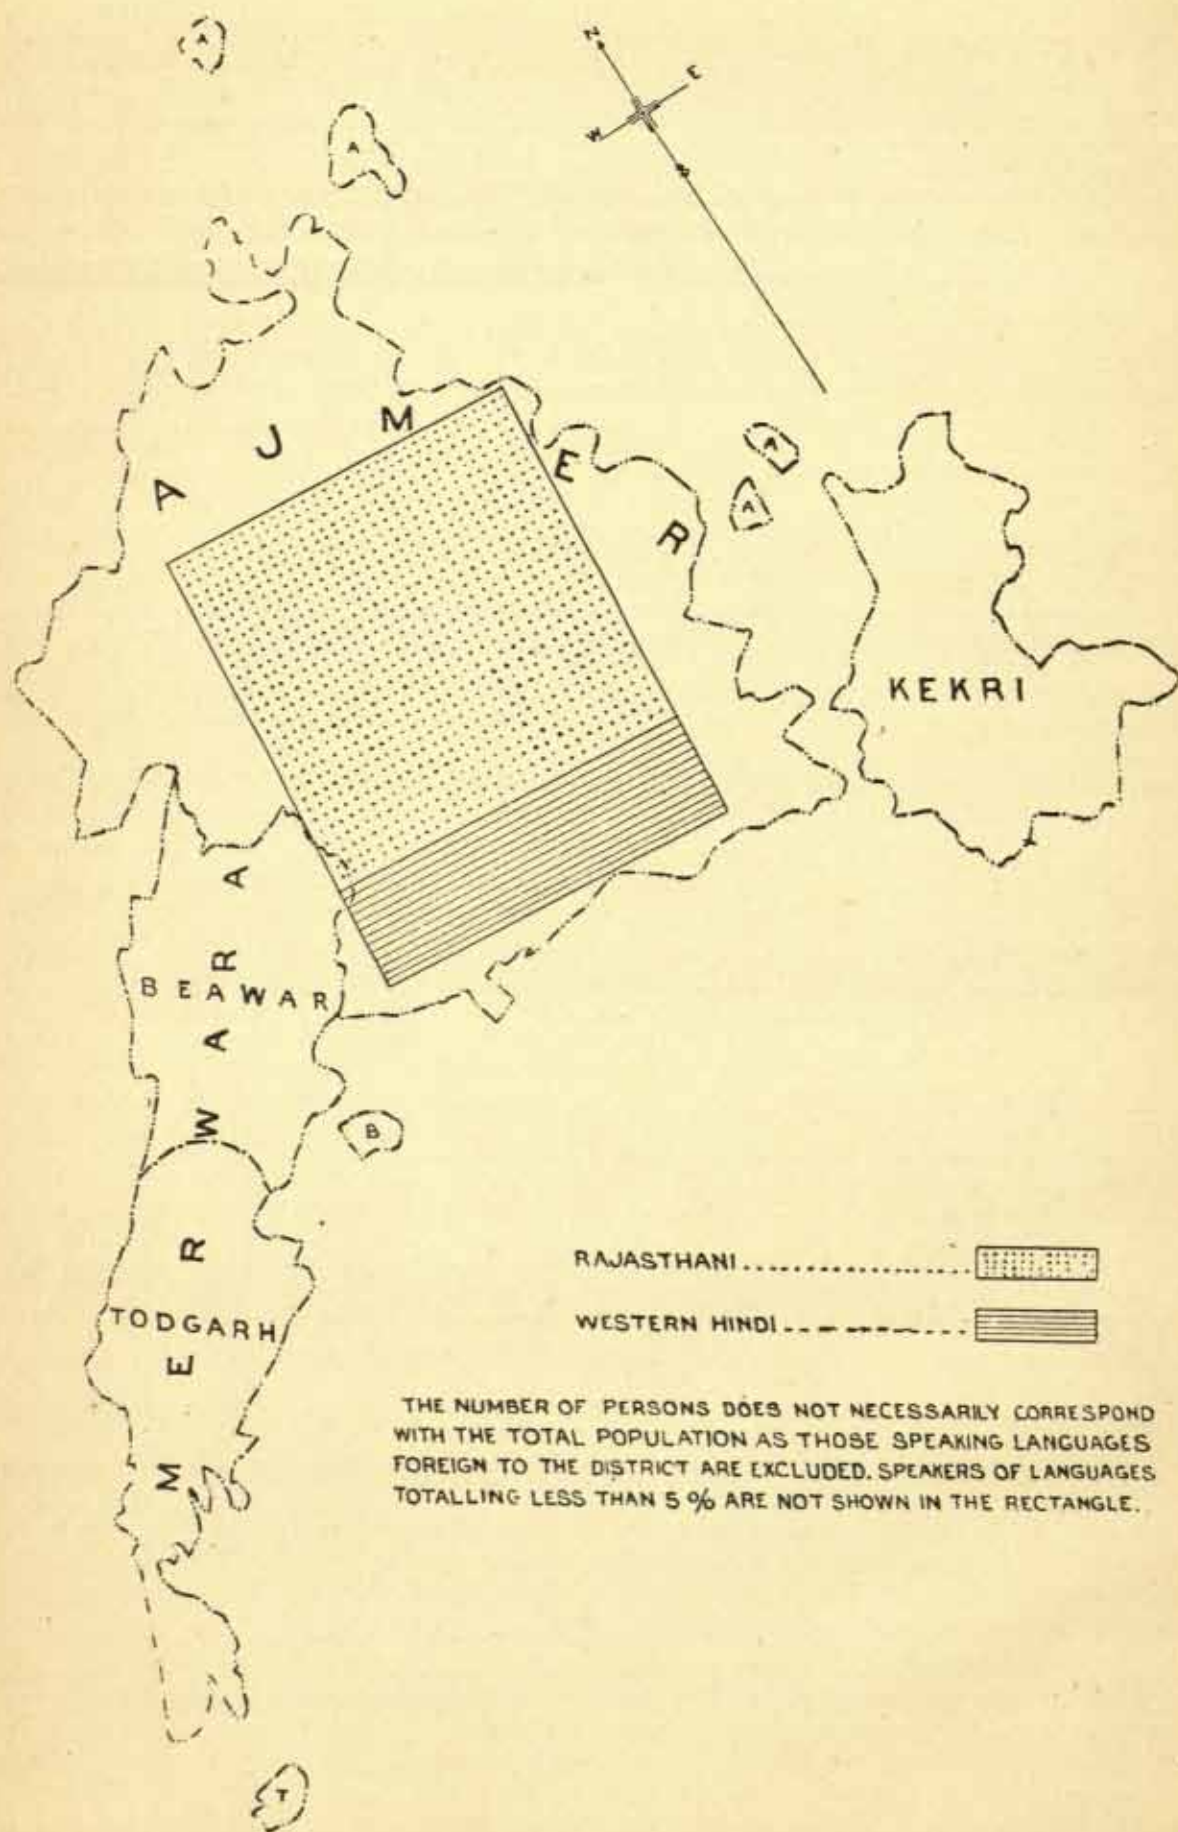 A
N
E
W
S
A
A J M E R
A
A
KEKRI
MERWARA
BEAWAR
B
TODGARH
T
RAJASTHANI
WESTERN HINDI
THE NUMBER OF PERSONS DOES NOT NECESSARILY CORRESPOND
WITH THE TOTAL POPULATION AS THOSE SPEAKING LANGUAGES
FOREIGN TO THE DISTRICT ARE EXCLUDED. SPEAKERS OF LANGUAGES
TOTALLING LESS THAN 5 % ARE NOT SHOWN IN THE RECTANGLE.